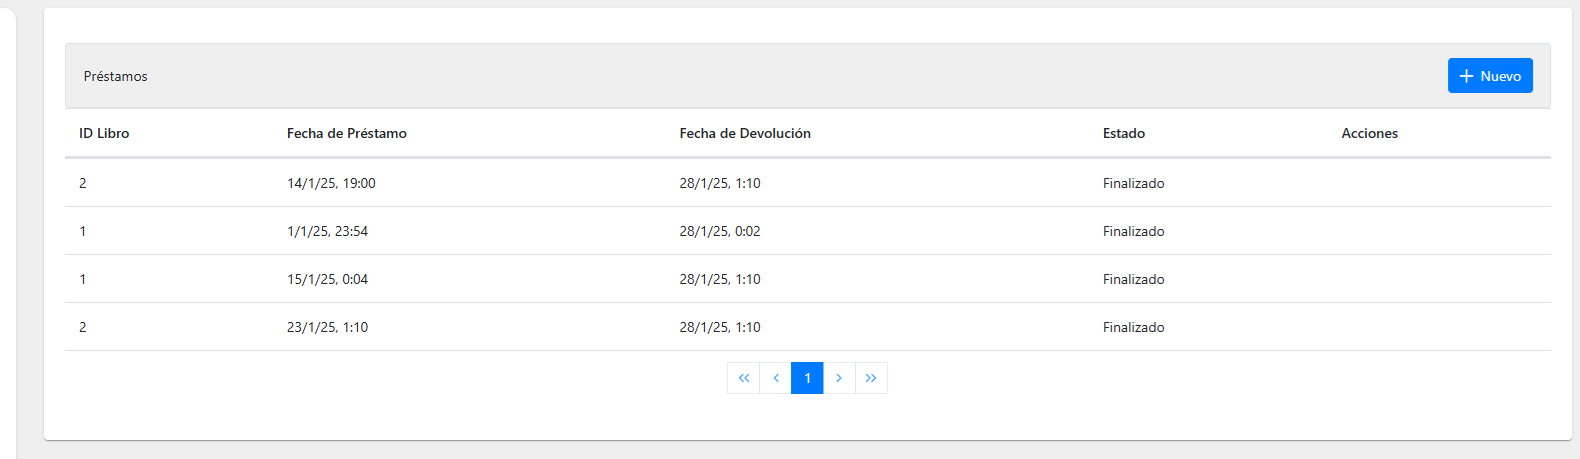 Préstamos
Nuevo
ID Libro Fecha de Préstamo Fecha de Devolución Estado Acciones
2 14/1/25, 19:00 28/1/25, 1:10 Finalizado
1 1/1/25, 23:54 28/1/25, 0:02 Finalizado
1 15/1/25, 0:04 28/1/25, 1:10 Finalizado
2 23/1/25, 1:10 28/1/25, 1:10 Finalizado
1